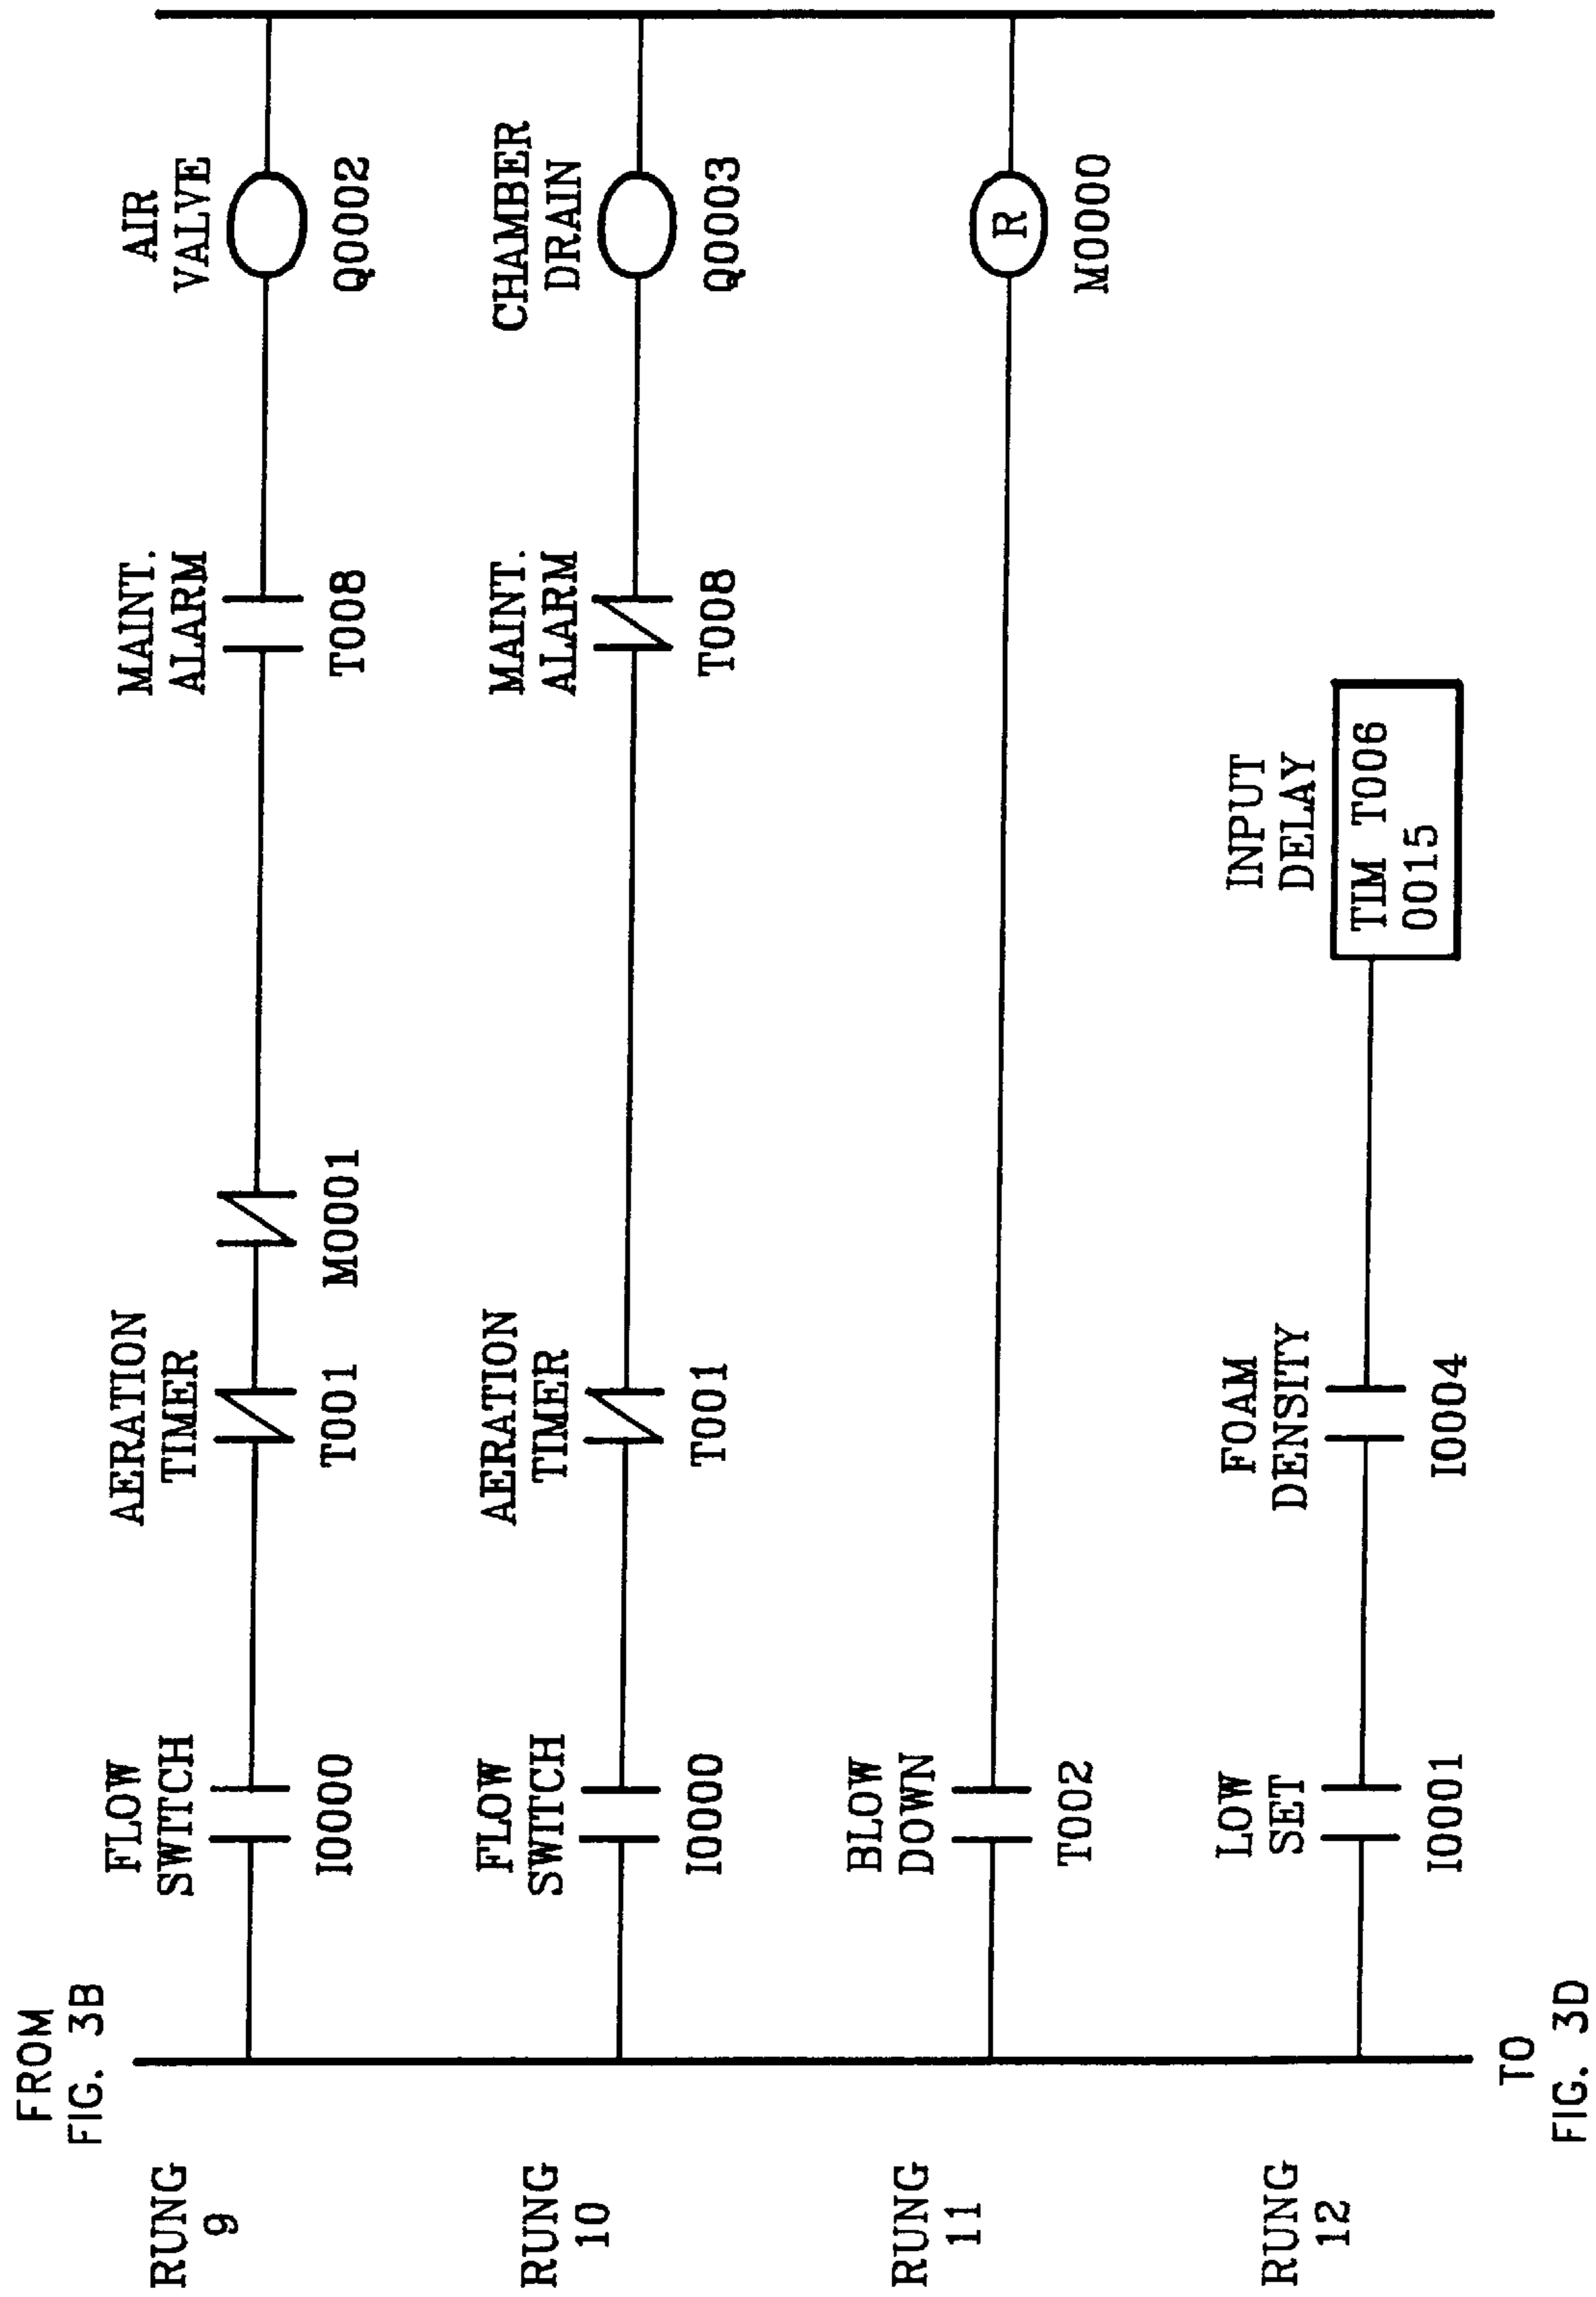 FROM
FIG. 3B
RUNG
9
FLOW
SWITCH
I0000
AERATION
TIMER
T001
M0001
MAINT.
ALARM
T008
AIR
VALVE
Q0002
RUNG
10
FLOW
SWITCH
I0000
AERATION
TIMER
T001
MAINT.
ALARM
T008
CHAMBER
DRAIN
Q0003
RUNG
11
BLOW
DOWN
T002
R
M0000
RUNG
12
LOW
SET
I0001
FOAM
DENSITY
I0004
INPUT
DELAY
TIM T006
0015
TO
FIG. 3D